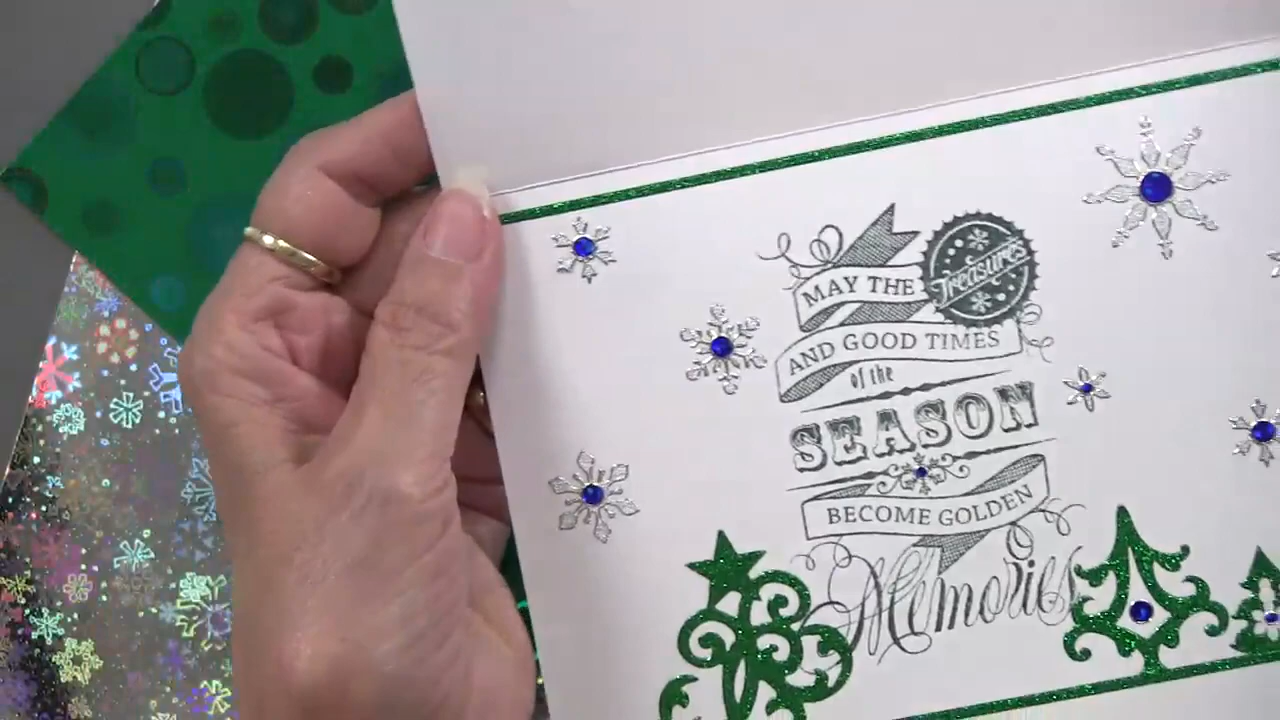 MAY THE Treasures
AND GOOD TIMES
of the
SEASON
BECOME GOLDEN
Memories